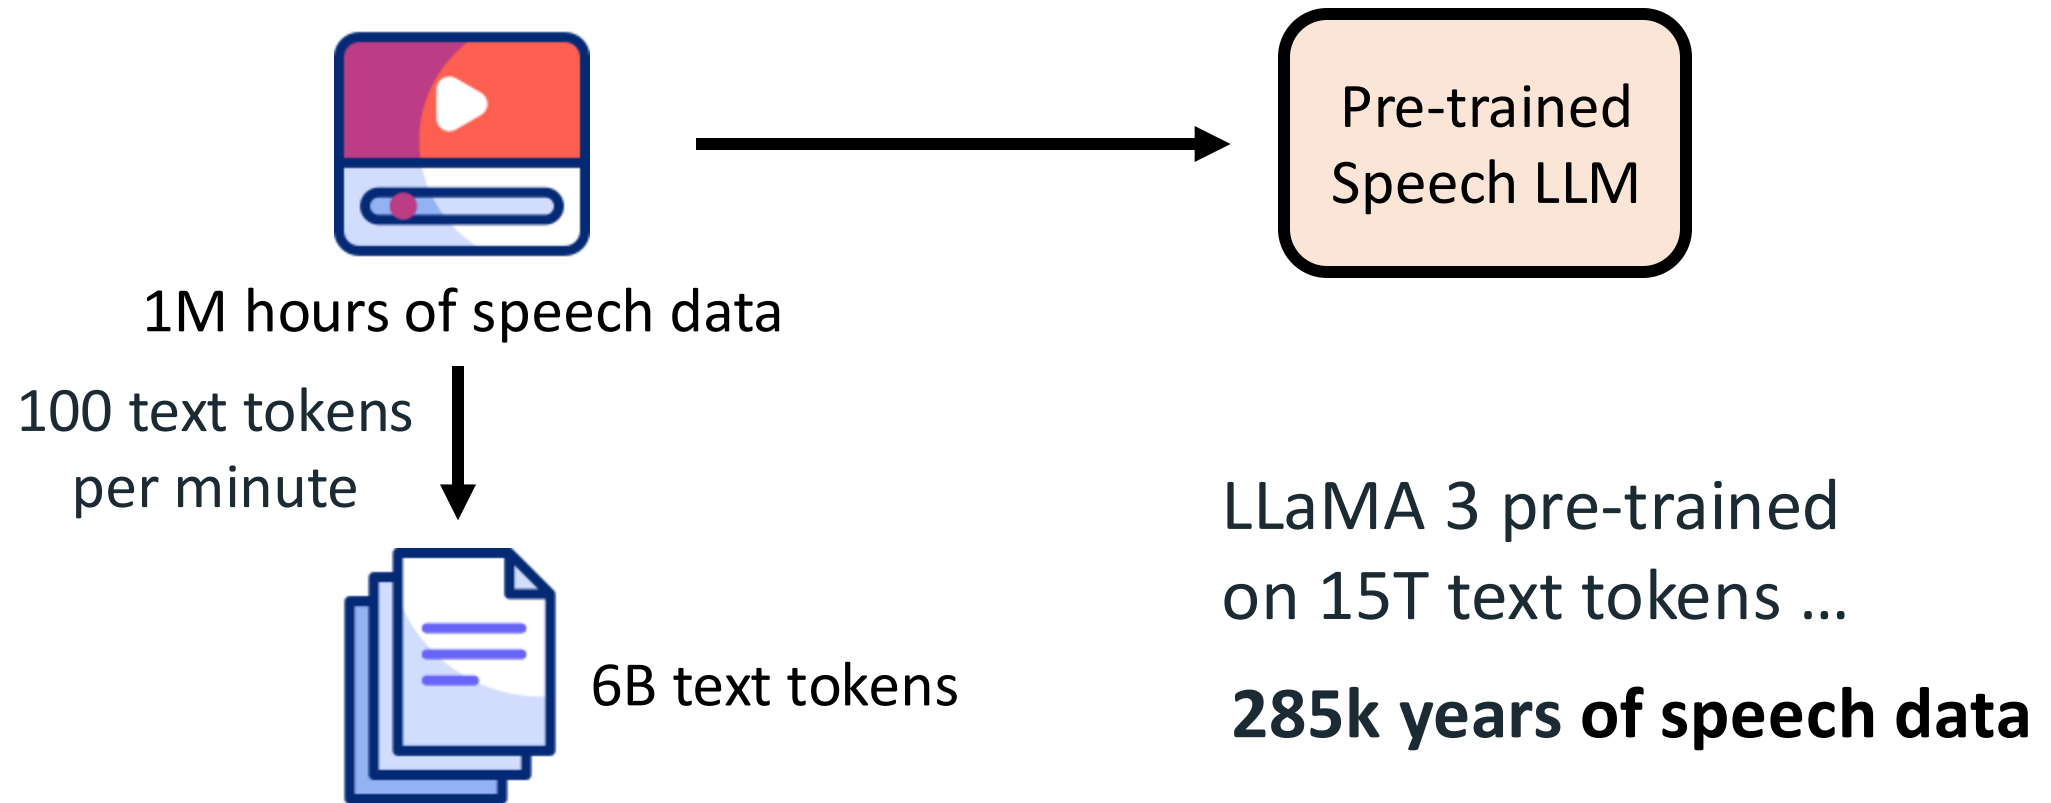 Pre-trained
Speech LLM
1M hours of speech data
100 text tokens
per minute
6B text tokens
LLaMA 3 pre-trained
on 15T text tokens ...
285k years of speech data